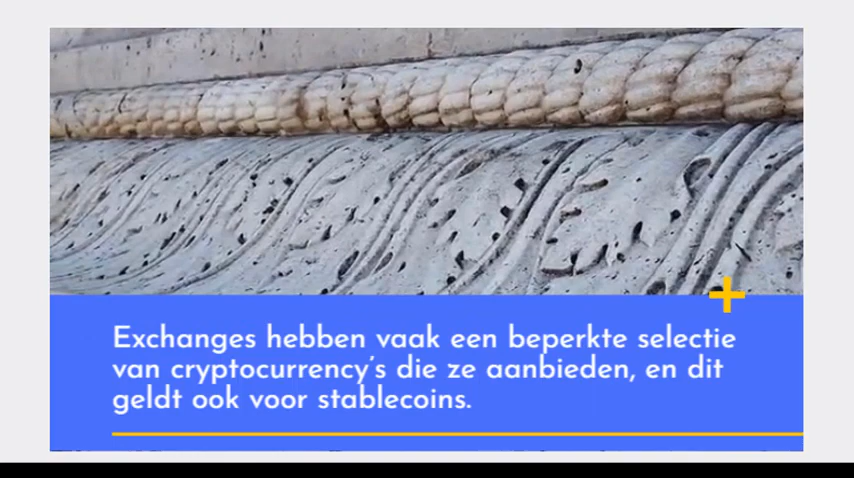 Exchanges hebben vaak een beperkte selectie
van cryptocurrency's die ze aanbieden, en dit
geldt ook voor stablecoins.